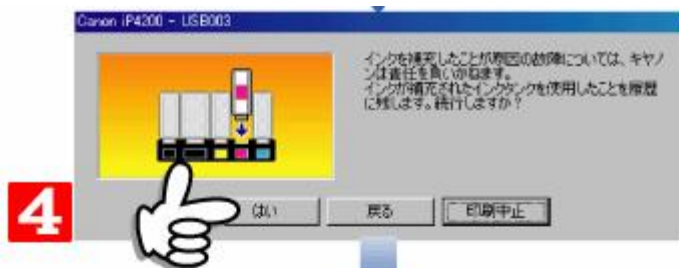 Canon iP4200 - USB003
インクを補充したことが原因の故障については、キヤノ
ンは責任を負いかねます。
インクが補充されたインクタンクを使用したことを履歴
に残します。続行しますか？
4
はい
戻る
印刷中止